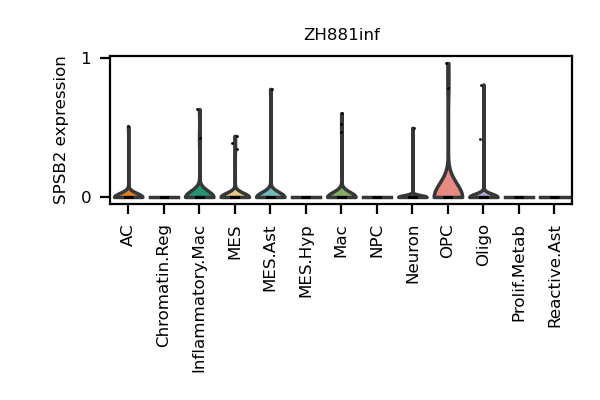 ZH881inf
SPSB2 expression
1
0
AC
Chromatin.Reg
Inflammatory.Mac
MES
MES.Ast
MES.Hyp
Mac
NPC
Neuron
OPC
Oligo
Prolif.Metab
Reactive.Ast